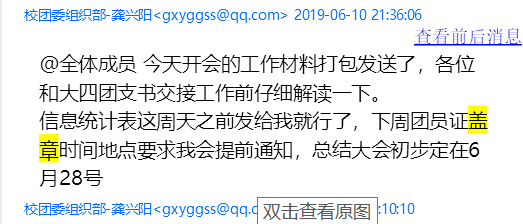 校团委组织部-龚兴阳<gxyggss@qq.com> 2019-06-10 21:36:06
查看前后消息
@全体成员 今天开会的工作材料打包发送了，各位
和大四团支书交接工作前仔细解读一下。
信息统计表这周天之前发给我就行了，下周团员证盖
章时间地点要求我会提前通知，总结大会初步定在6
月28号
校团委组织部-龚兴阳<gxyggss@qq.c :10:10
双击查看原图